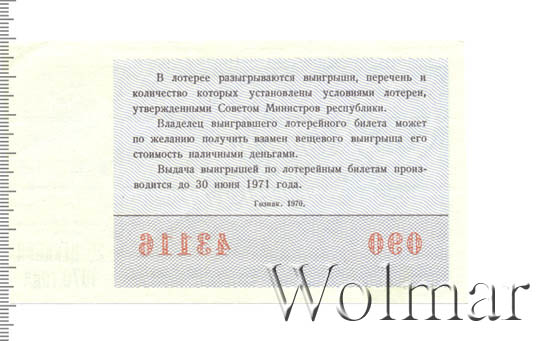 В лотерее разыгрываются выигрыши, перечень и
количество которых установлены условиями лотереи,
утвержденными Советом Министров республики.
Владелец выигравшего лотерейного билета может
по желанию получить взамен вещевого выигрыша его
стоимость наличными деньгами.
Выдача выигрышей по лотерейным билетам произ-
водится до 30 июня 1971 года.
Гознак. 1970.
43116 090
Wolmar